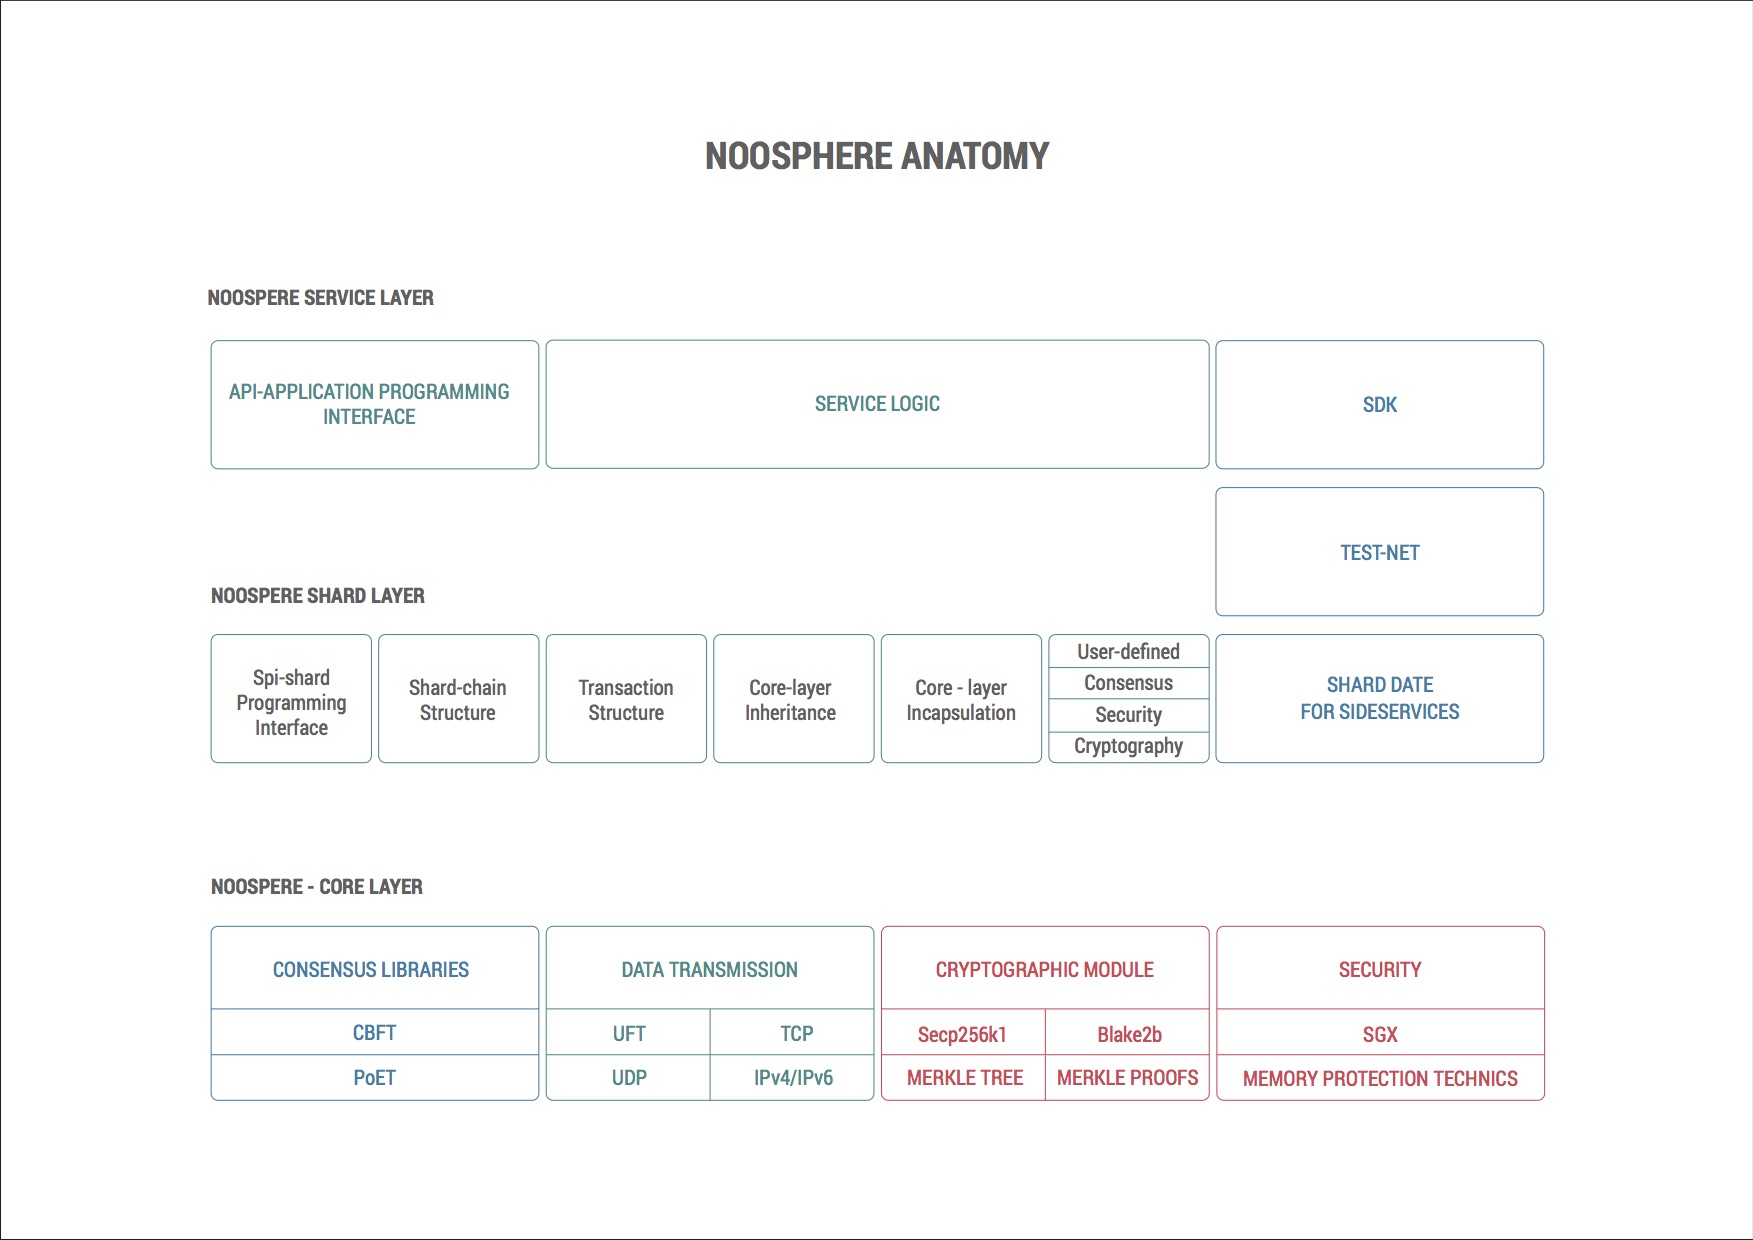 NOOSPHERE ANATOMY
NOOSPERE SERVICE LAYER
API-APPLICATION PROGRAMMING
INTERFACE
SERVICE LOGIC
SDK
TEST-NET
NOOSPERE SHARD LAYER
Spi-shard
Programming
Interface
Shard-chain
Structure
Transaction
Structure
Core-layer
Inheritance
Core - layer
Incapsulation
User-defined
Consensus
Security
Cryptography
SHARD DATE
FOR SIDESERVICES
NOOSPERE - CORE LAYER
CONSENSUS LIBRARIES
CBFT
PoET
DATA TRANSMISSION
UFT
TCP
UDP
IPv4/IPv6
CRYPTOGRAPHIC MODULE
Secp256k1
Blake2b
MERKLE TREE
MERKLE PROOFS
SECURITY
SGX
MEMORY PROTECTION TECHNICS